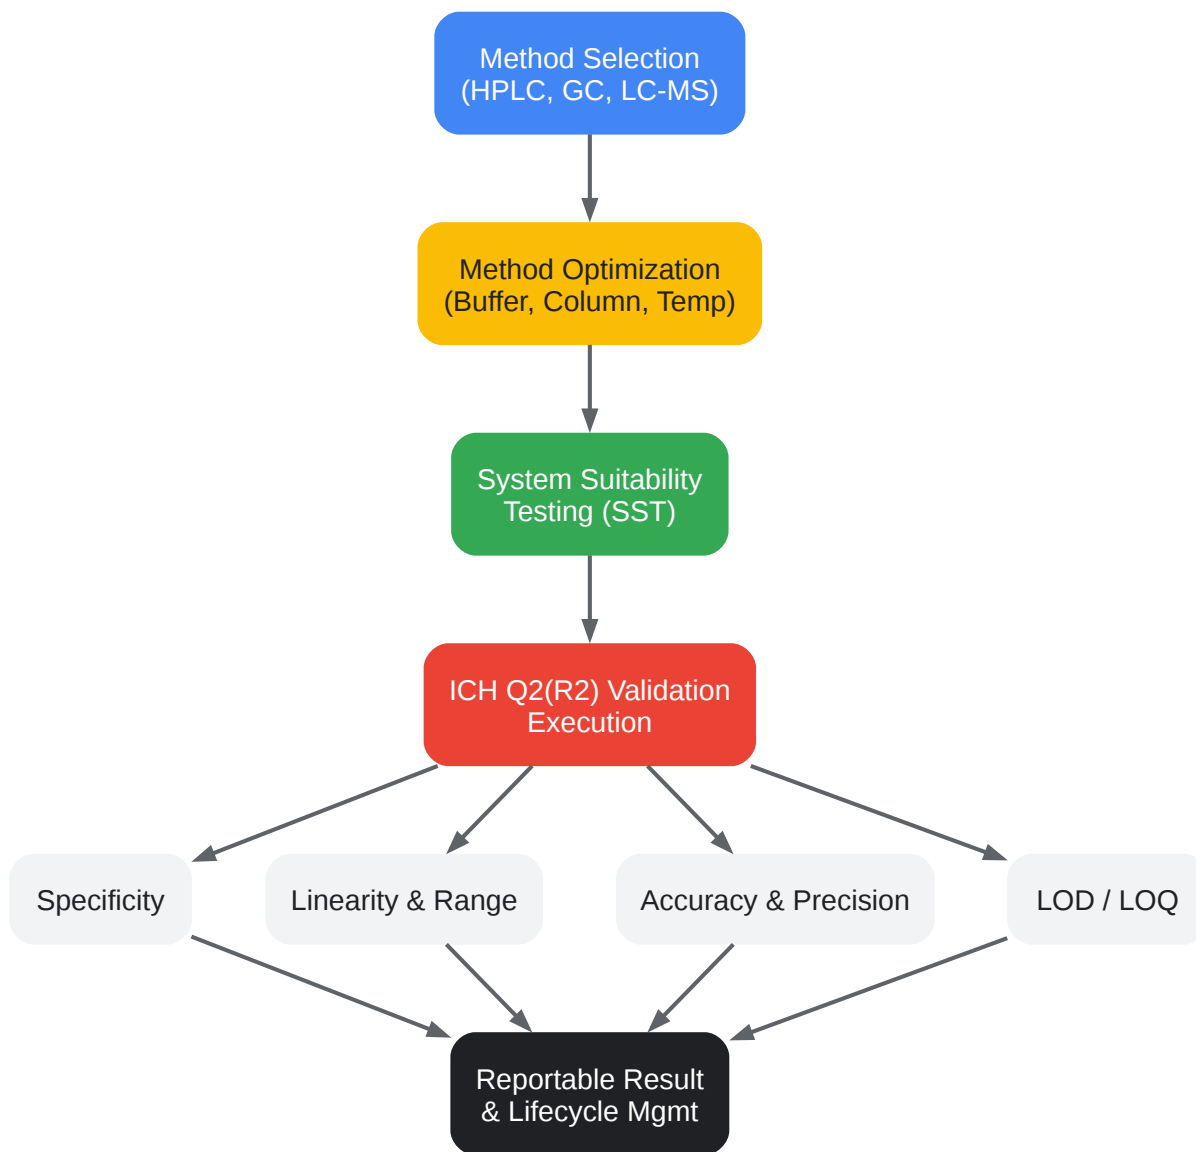 Method Selection
(HPLC, GC, LC-MS)
Method Optimization
(Buffer, Column, Temp)
System Suitability
Testing (SST)
ICH Q2(R2) Validation
Execution
Specificity
Linearity & Range
Accuracy & Precision
LOD / LOQ
Reportable Result
& Lifecycle Mgmt